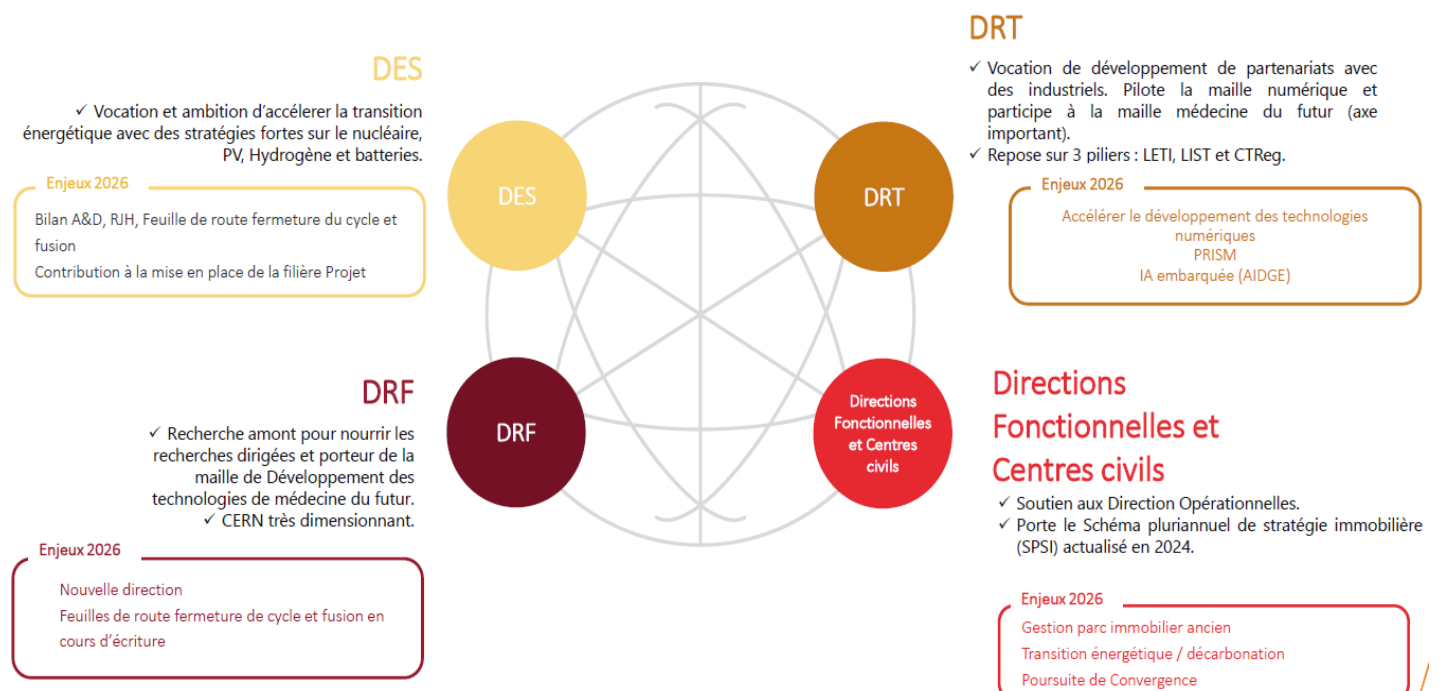 DES
✓ Vocation et ambition d'accélerer la transition
énergétique avec des stratégies fortes sur le nucléaire,
PV, Hydrogène et batteries.
Enjeux 2026
Bilan A&D, RJH, Feuille de route fermeture du cycle et
fusion
Contribution à la mise en place de la filière Projet
DRF
✓ Recherche amont pour nourrir les
recherches dirigées et porteur de la
maille de Développement des
technologies de médecine du futur.
✓ CERN très dimensionnant.
Enjeux 2026
Nouvelle direction
Feuilles de route fermeture de cycle et fusion en
cours d'écriture
DES
DRT
DRF
Directions
Fonctionnelles
et Centres
civils
DRT
✓ Vocation de développement de partenariats avec
des industriels. Pilote la maille numérique et
participe à la maille médecine du futur (axe
important).
✓ Repose sur 3 piliers : LETI, LIST et CTReg.
Enjeux 2026
Accélérer le développement des technologies
numériques
PRISM
IA embarquée (AIDGE)
Directions
Fonctionnelles et
Centres civils
✓ Soutien aux Direction Opérationnelles.
✓ Porte le Schéma pluriannuel de stratégie immobilière
(SPSI) actualisé en 2024.
Enjeux 2026
Gestion parc immobilier ancien
Transition énergétique / décarbonation
Poursuite de Convergence